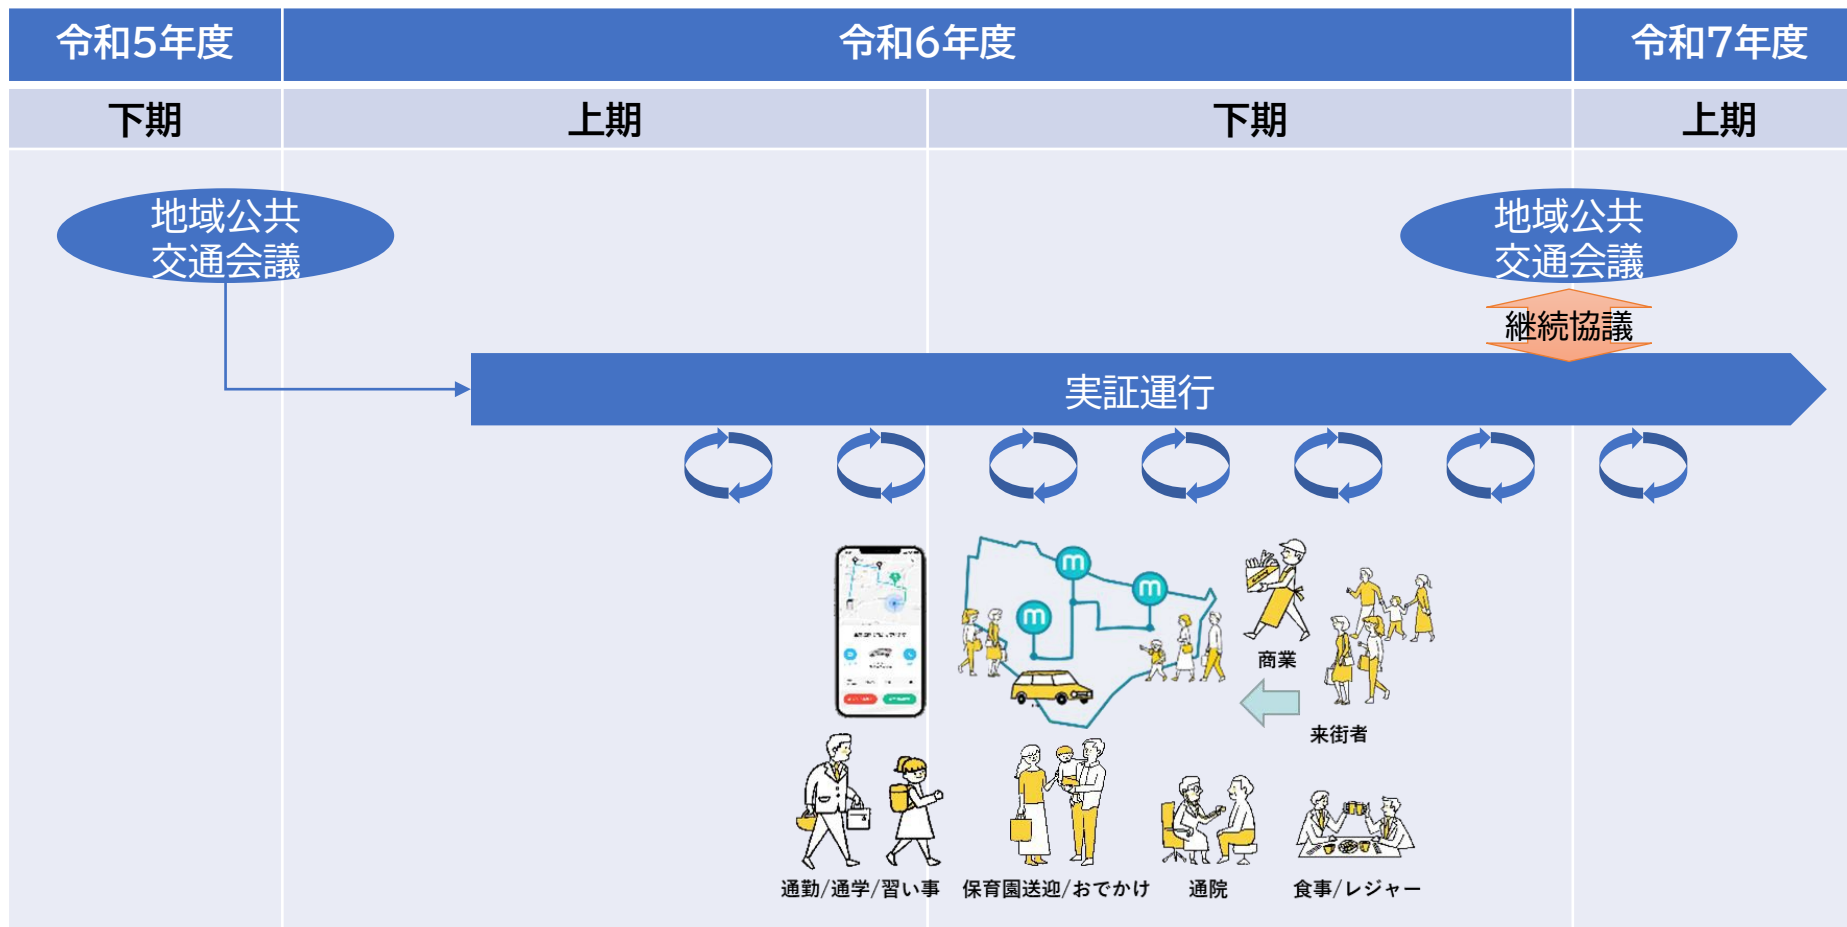 令和5年度
令和6年度
令和7年度
下期
上期
下期
上期
地域公共
交通会議
地域公共
交通会議
継続協議
実証運行
m
m
m
商業
来街者
通勤/通学/習い事
保育園送迎/おでかけ
通院
食事/レジャー